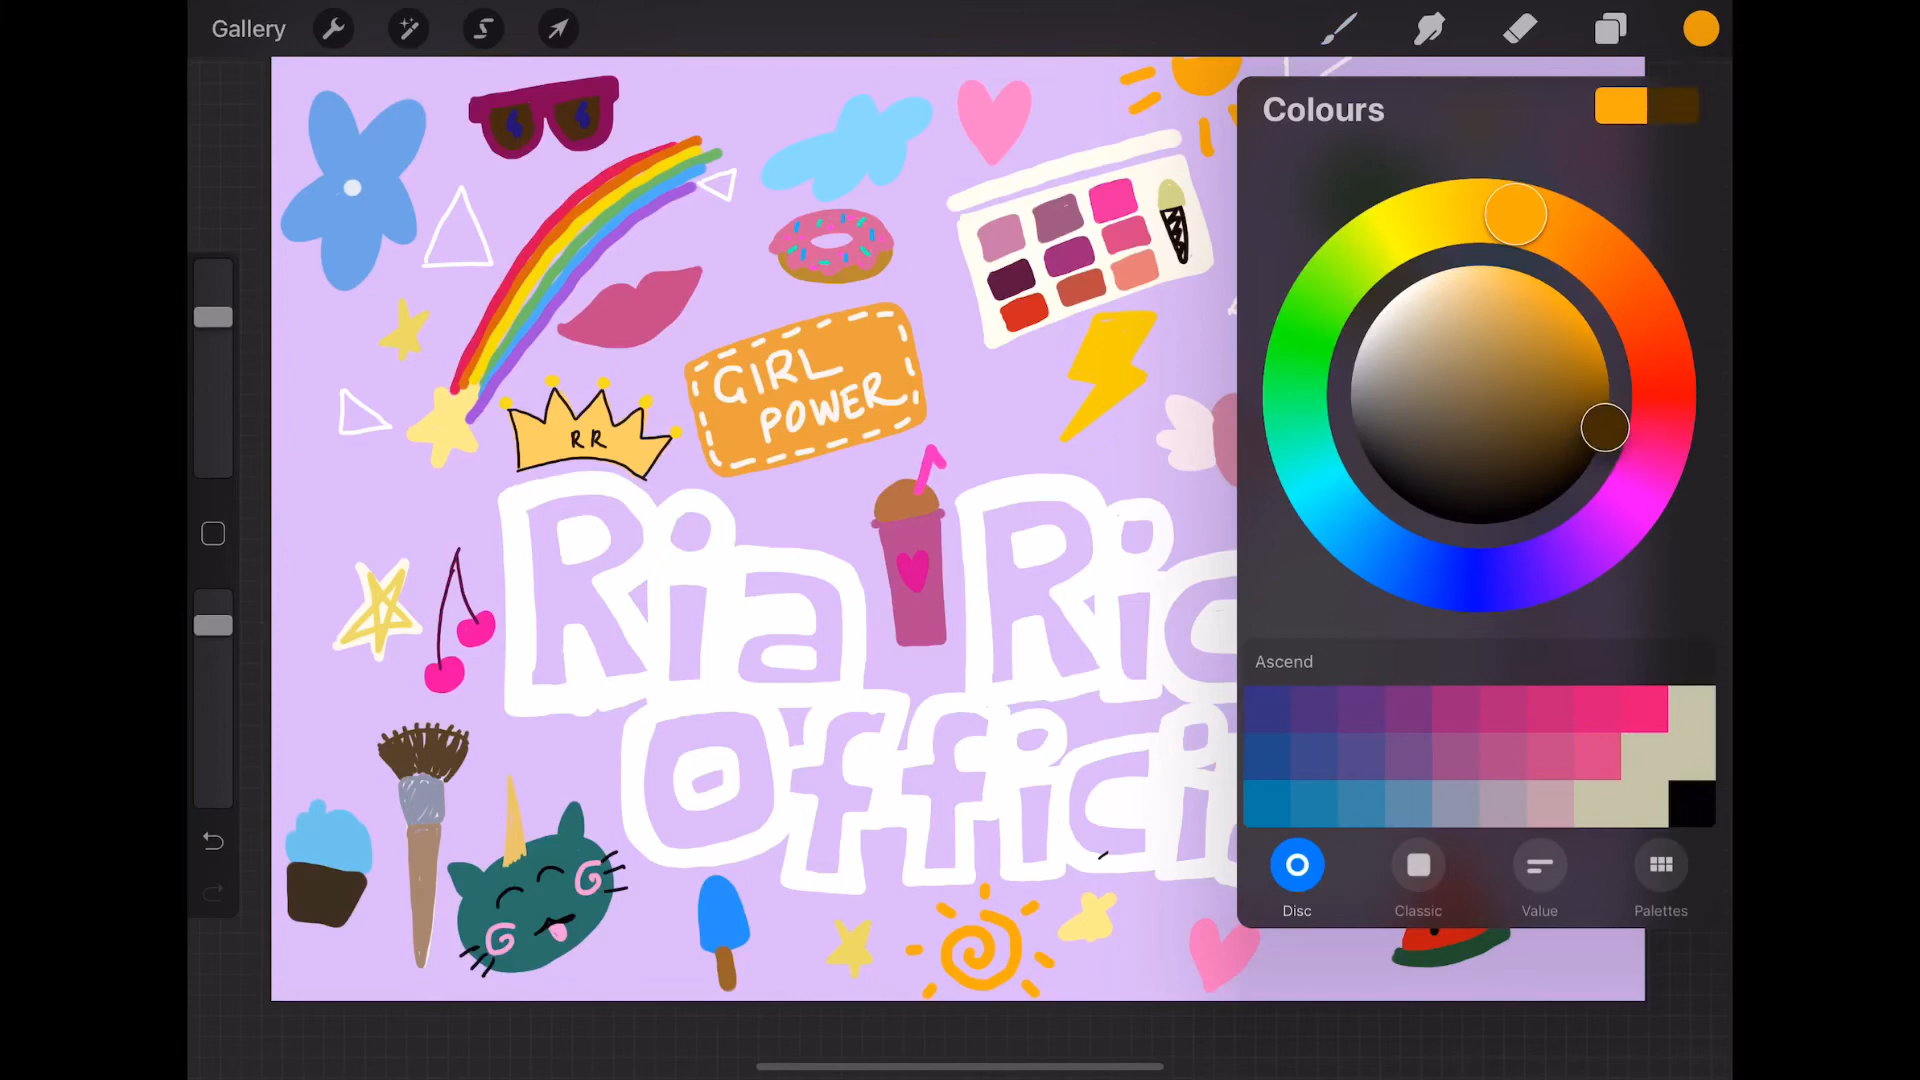 Gallery
Colours
GIRL
POWER
RR
Ria Ric
Offici
Ascend
Disc
Classic
Value
Palettes